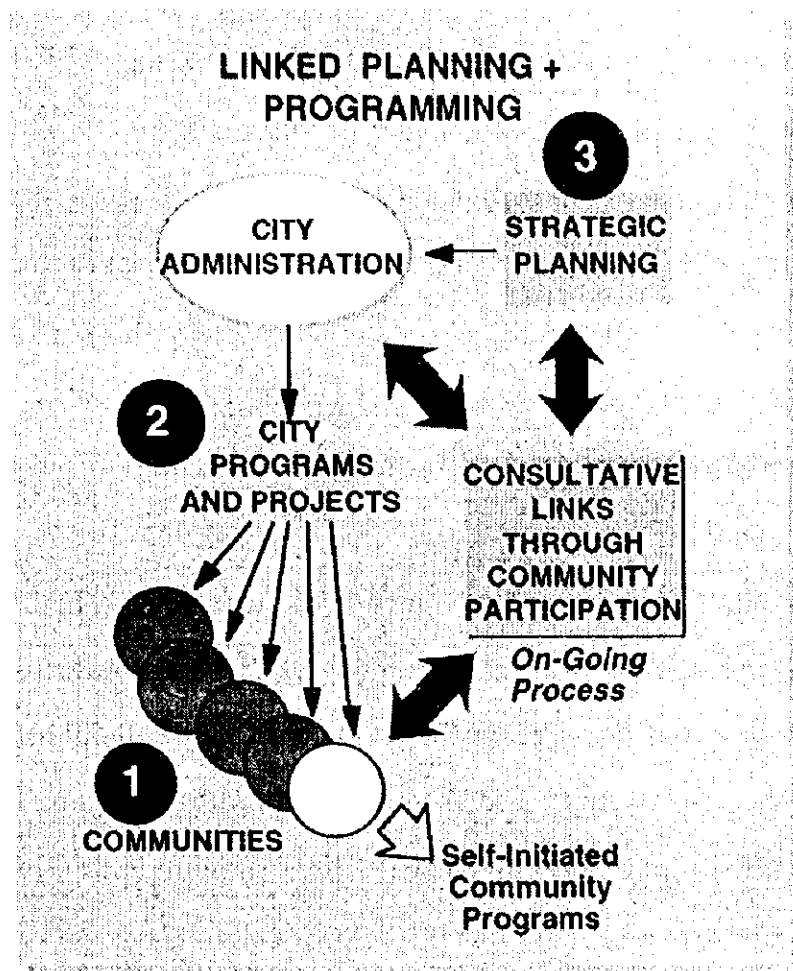 LINKED PLANNING +
PROGRAMMING
3
STRATEGIC
PLANNING
CITY
ADMINISTRATION
2
CITY
PROGRAMS
AND PROJECTS
CONSULTATIVE
LINKS
THROUGH
COMMUNITY
PARTICIPATION
On-Going
Process
1
COMMUNITIES
Self-Initiated
Community
Programs